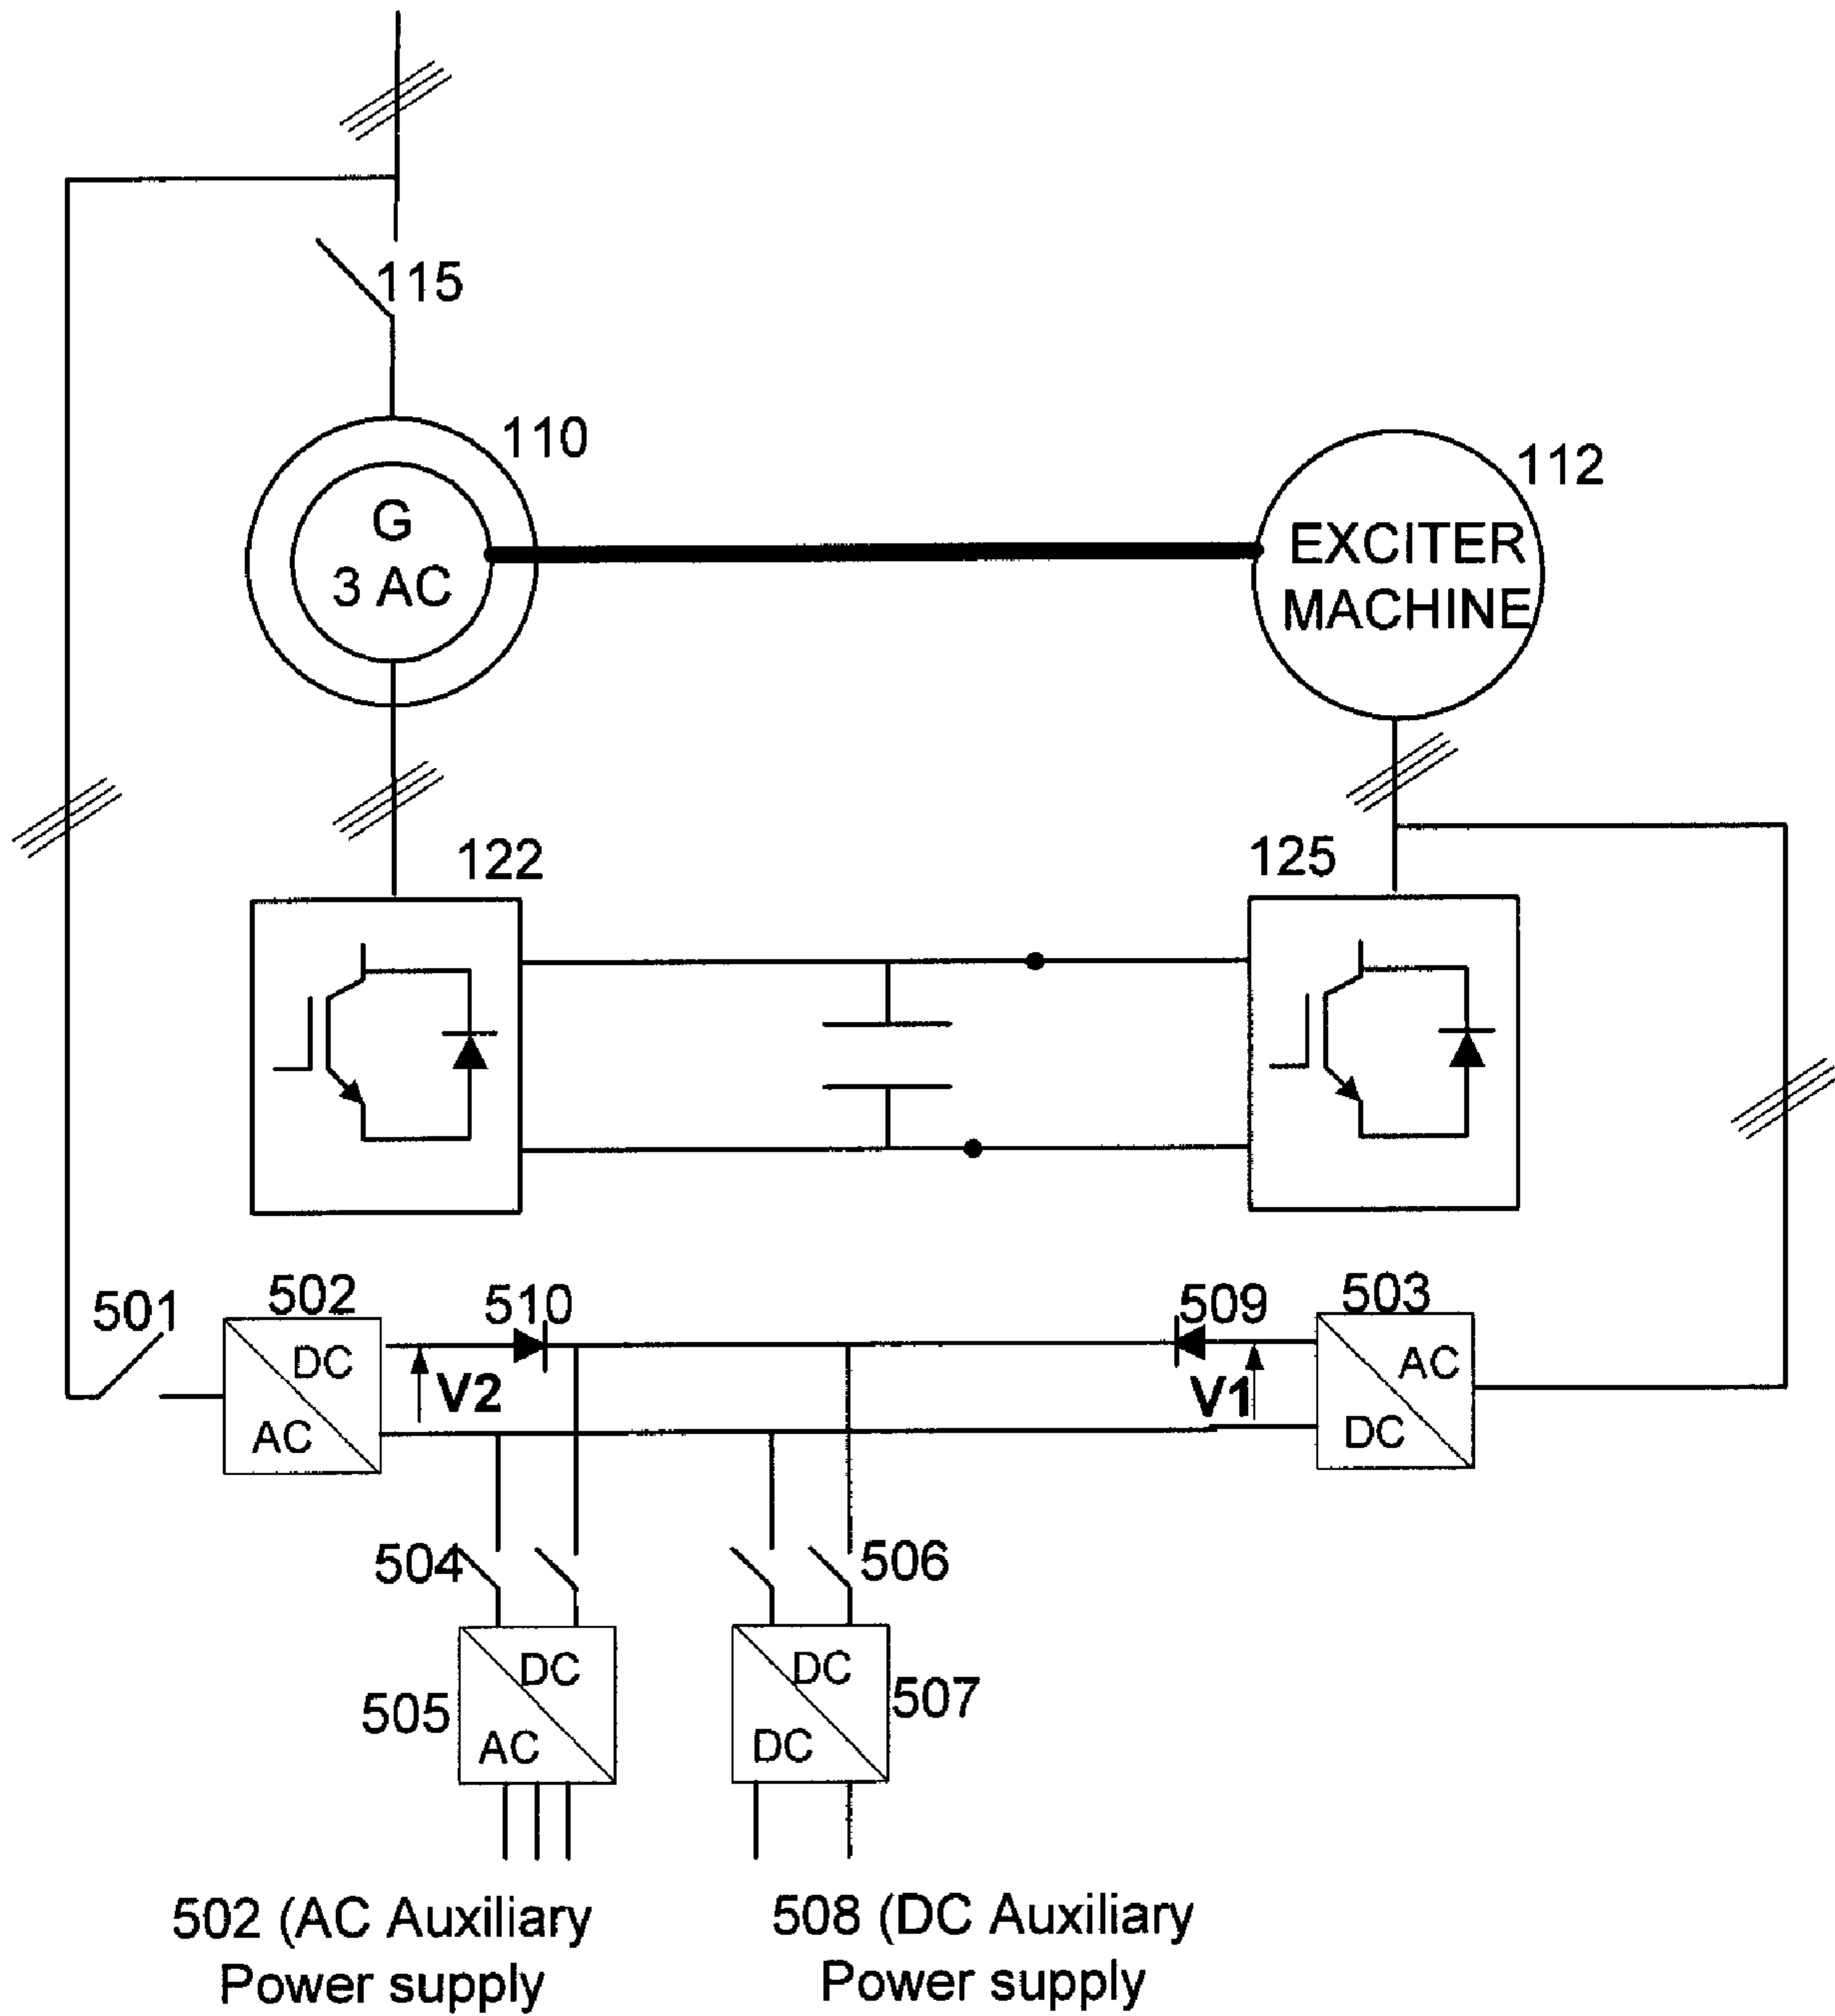 115
110
G
3 AC
112
EXCITER
MACHINE
122
125
501
502
510
509
503
DC
AC
V2
V1
AC
DC
504
506
DC
AC
505
DC
DC
507
502 (AC Auxiliary
Power supply
508 (DC Auxiliary
Power supply